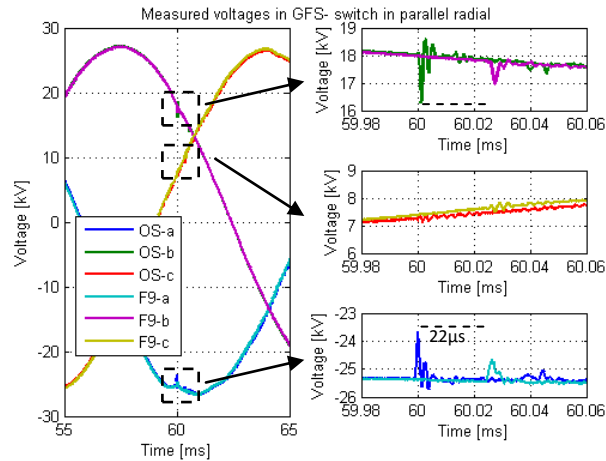 Measured voltages in GFS- switch in parallel radial
Voltage [kV]
30
20
10
0
-10
-20
-30
55
60
65
Time [ms]
OS-a
OS-b
OS-c
F9-a
F9-b
F9-c
Voltage [kV]
19
18
17
16
59.98
60
60.02
60.04
60.06
Time [ms]
Voltage [kV]
9
8
7
6
59.98
60
60.02
60.04
60.06
Time [ms]
Voltage [kV]
-23
-24
-25
-26
22µs
59.98
60
60.02
60.04
60.06
Time [ms]